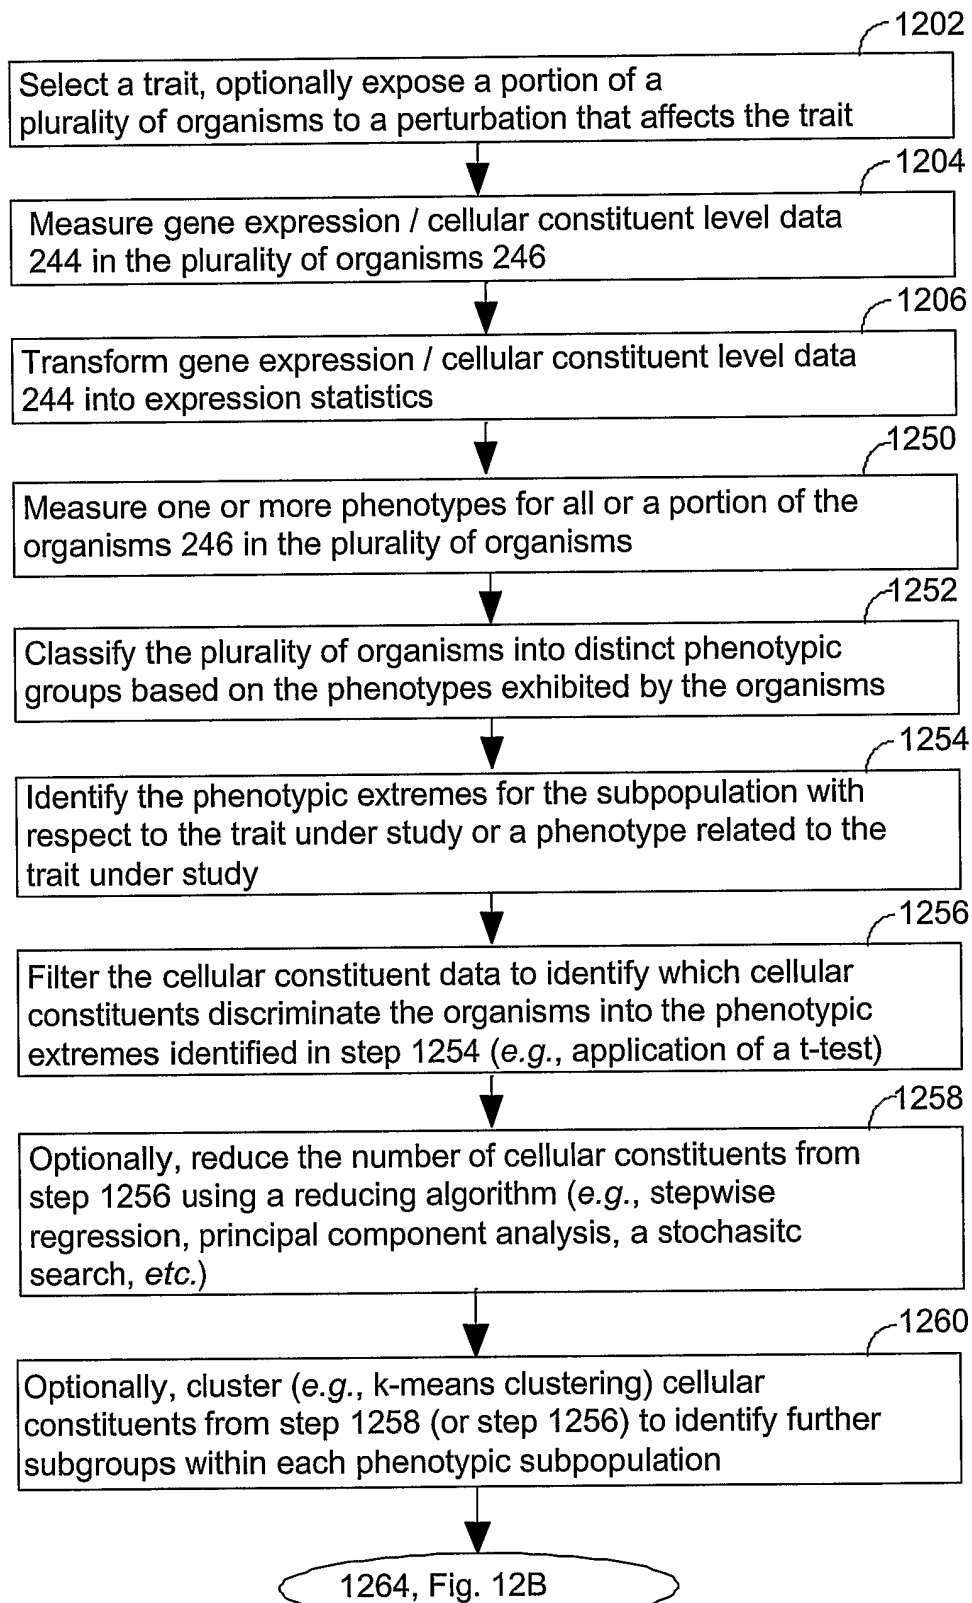 1202
Select a trait, optionally expose a portion of a
plurality of organisms to a perturbation that affects the trait
1204
Measure gene expression / cellular constituent level data
244 in the plurality of organisms 246
1206
Transform gene expression / cellular constituent level data
244 into expression statistics
1250
Measure one or more phenotypes for all or a portion of the
organisms 246 in the plurality of organisms
1252
Classify the plurality of organisms into distinct phenotypic
groups based on the phenotypes exhibited by the organisms
1254
Identify the phenotypic extremes for the subpopulation with
respect to the trait under study or a phenotype related to the
trait under study
1256
Filter the cellular constituent data to identify which cellular
constituents discriminate the organisms into the phenotypic
extremes identified in step 1254 (e.g., application of a t-test)
1258
Optionally, reduce the number of cellular constituents from
step 1256 using a reducing algorithm (e.g., stepwise
regression, principal component analysis, a stochasitc
search, etc.)
1260
Optionally, cluster (e.g., k-means clustering) cellular
constituents from step 1258 (or step 1256) to identify further
subgroups within each phenotypic subpopulation
1264, Fig. 12B